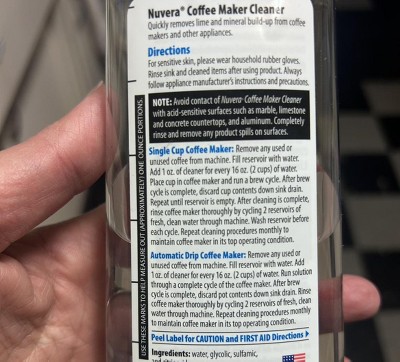 Nuvera® Coffee Maker Cleaner
Quickly removes lime and mineral build-up from coffee
makers and other appliances.
Directions
For sensitive skin, please wear household rubber gloves.
Rinse sink and cleaned items after using product. Always
follow appliance manufacturer's instructions and precautions.
NOTE: Avoid contact of Nuvera® Coffee Maker Cleaner
with acid-sensitive surfaces such as marble, limestone
and concrete countertops, and aluminum. Completely
rinse and remove any product spills on surfaces.
Single Cup Coffee Maker: Remove any used or
unused coffee from machine. Fill reservoir with water.
Add 1 oz. of cleaner for every 16 oz. (2 cups) of water.
Place cup in coffee maker and run a brew cycle. After brew
cycle is complete, discard cup contents down sink drain.
Repeat until reservoir is empty. After cleaning is complete,
rinse coffee maker thoroughly by cycling 2 reservoirs of
fresh, clean water through machine. Wash reservoir before
each cycle. Repeat cleaning procedures monthly to
maintain coffee maker in its top operating condition.
Automatic Drip Coffee Maker: Remove any used or
unused coffee from machine. Fill reservoir with water. Add
1 oz. of cleaner for every 16 oz. (2 cups) of water. Run solution
through a complete cycle of the coffee maker. After brew
cycle is complete, discard pot contents down sink drain. Rinse
coffee maker thoroughly by cycling 2 reservoirs of fresh, clean
water through machine. Repeat cleaning procedures monthly
to maintain coffee maker in its top operating condition.
Peel Label for CAUTION and FIRST AID Directions
Ingredients: water, glycolic, sulfamic,
USE THESE MARKS TO HELP MEASURE OUT (APPROXIMATELY) ONE OUNCE PORTIONS.